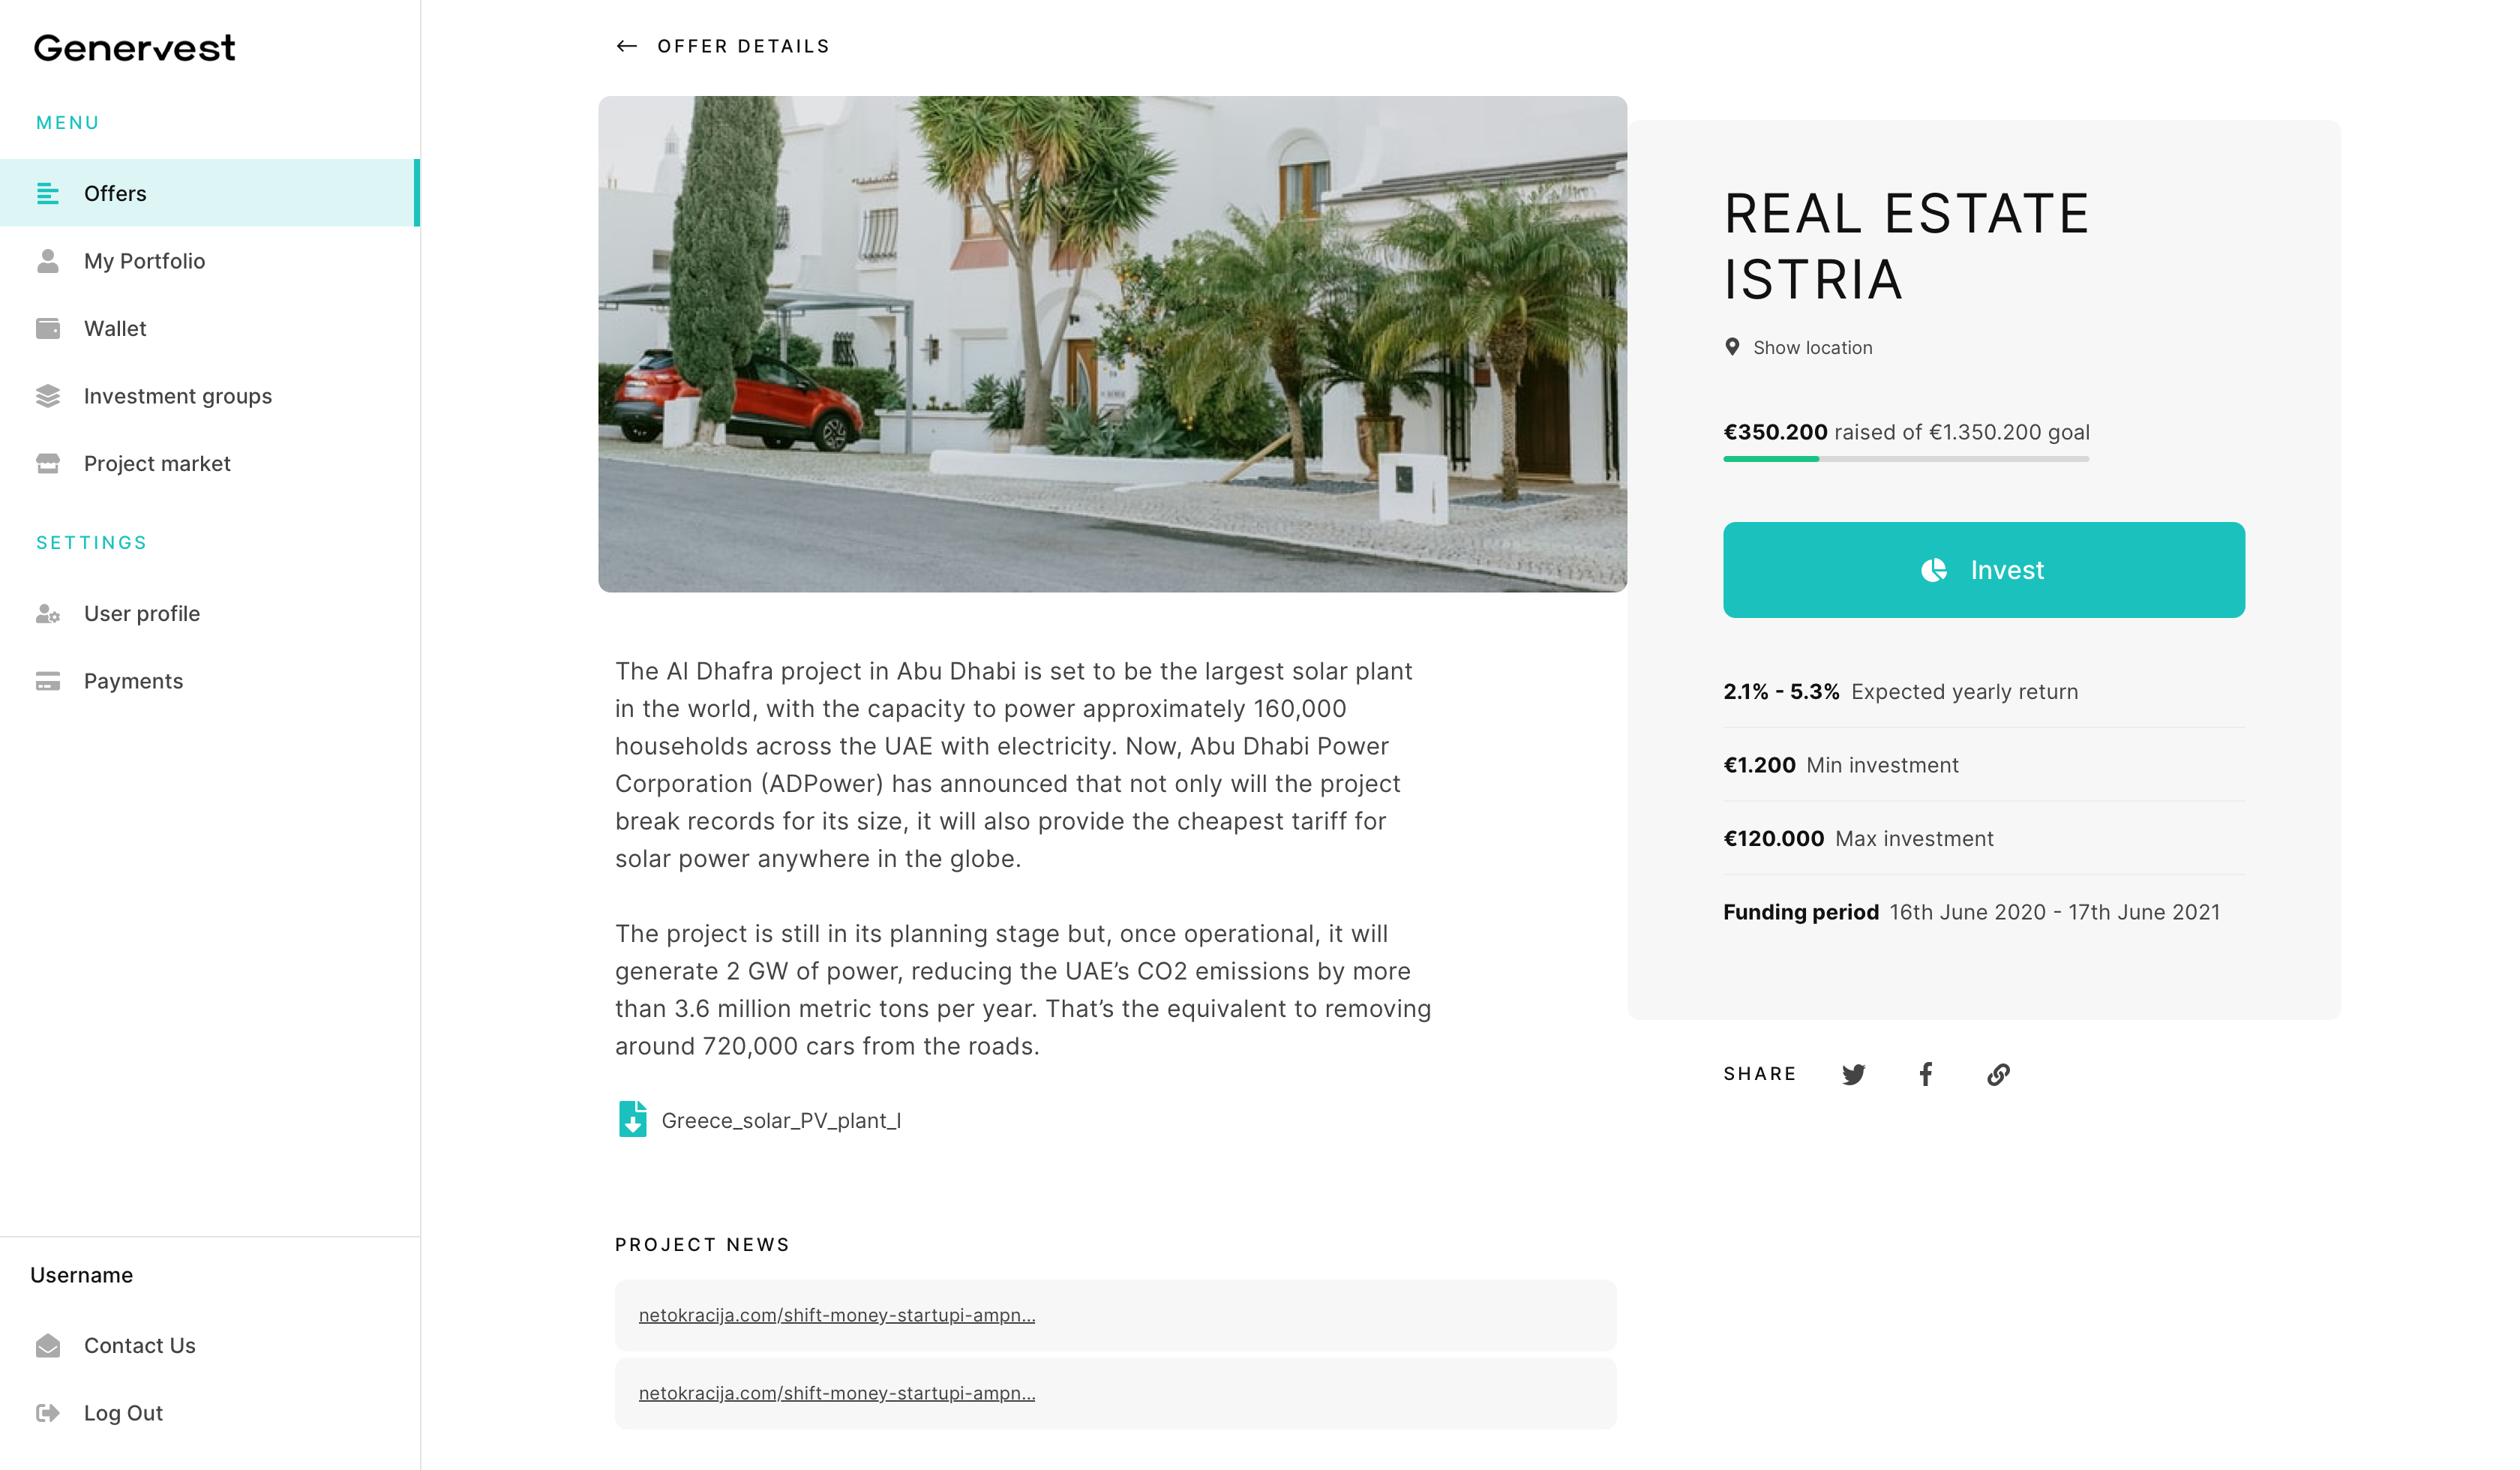 Genervest
MENU
Offers
My Portfolio
Wallet
Investment groups
Project market
SETTINGS
User profile
Payments
Username
Contact Us
Log Out
OFFER DETAILS
The Al Dhafra project in Abu Dhabi is set to be the largest solar plant
in the world, with the capacity to power approximately 160,000
households across the UAE with electricity. Now, Abu Dhabi Power
Corporation (ADPower) has announced that not only will the project
break records for its size, it will also provide the cheapest tariff for
solar power anywhere in the globe.
The project is still in its planning stage but, once operational, it will
generate 2 GW of power, reducing the UAE’s CO2 emissions by more
than 3.6 million metric tons per year. That’s the equivalent to removing
around 720,000 cars from the roads.
Greece_solar_PV_plant_I
PROJECT NEWS
netokracija.com/shift-money-startupi-ampn...
netokracija.com/shift-money-startupi-ampn...
REAL ESTATE
ISTRIA
Show location
€350.200 raised of €1.350.200 goal
Invest
2.1% - 5.3% Expected yearly return
€1.200 Min investment
€120.000 Max investment
Funding period 16th June 2020 - 17th June 2021
SHARE